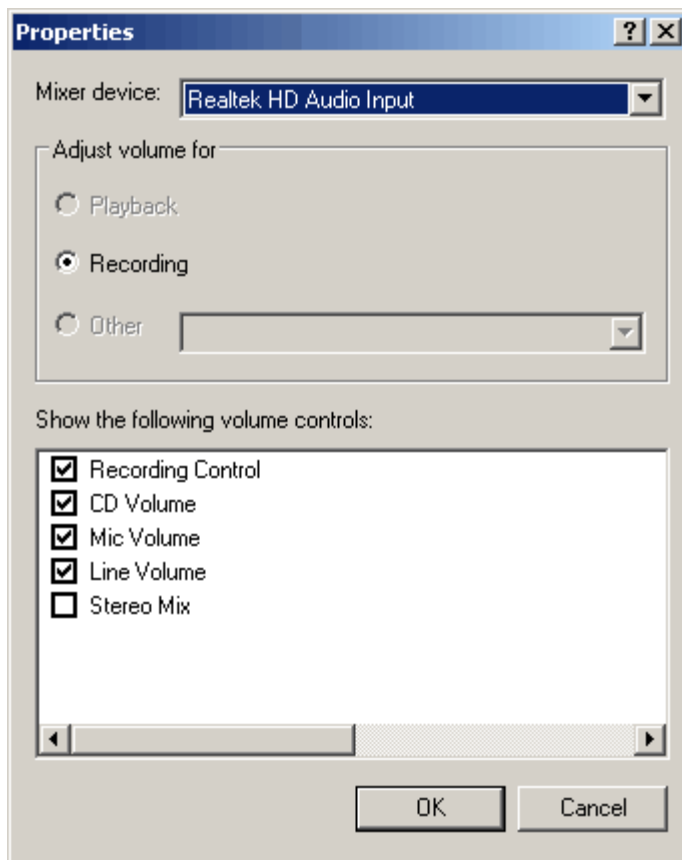 Properties
Mixer device: Realtek HD Audio Input
Adjust volume for
Playback
Recording
Other
Show the following volume controls:
Recording Control
CD Volume
Mic Volume
Line Volume
Stereo Mix
OK Cancel